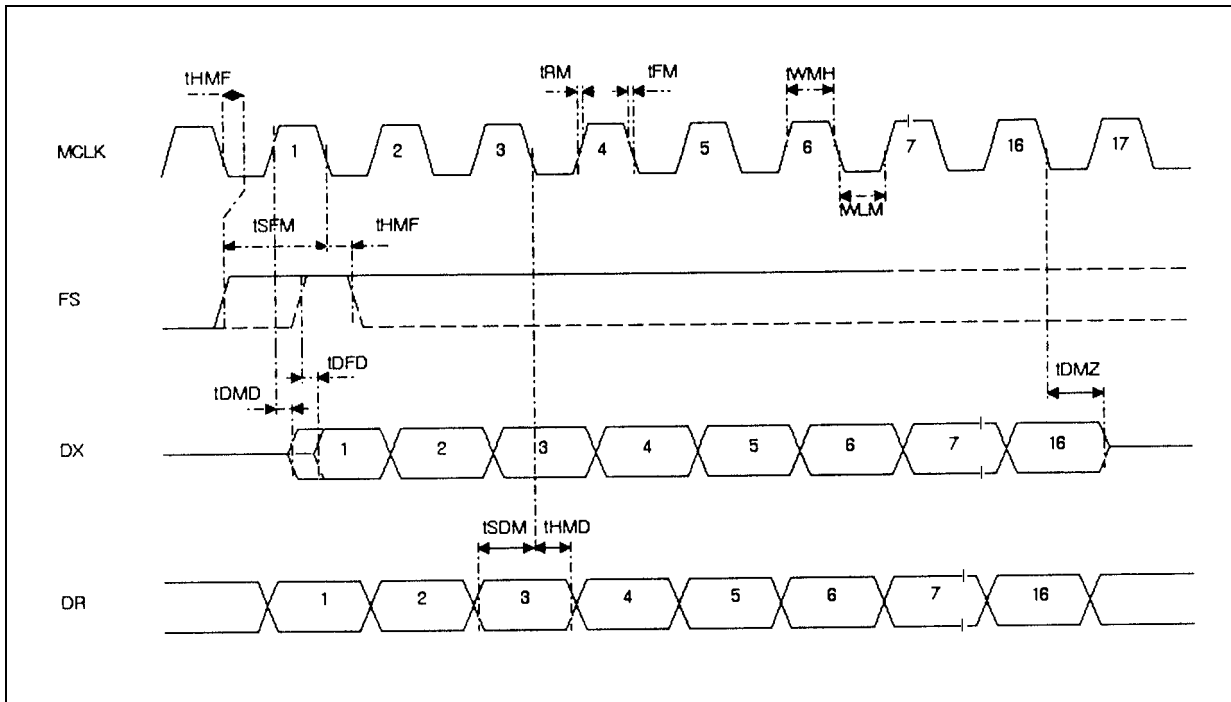 tHMF tRM tFM tWMH
MCLK 1 2 3 4 5 6 7 16 17
tWLM
tSFM tHMF
FS
tDFD
tDMD tDMZ
DX 1 2 3 4 5 6 7 16
tSDM tHMD
DR 1 2 3 4 5 6 7 16